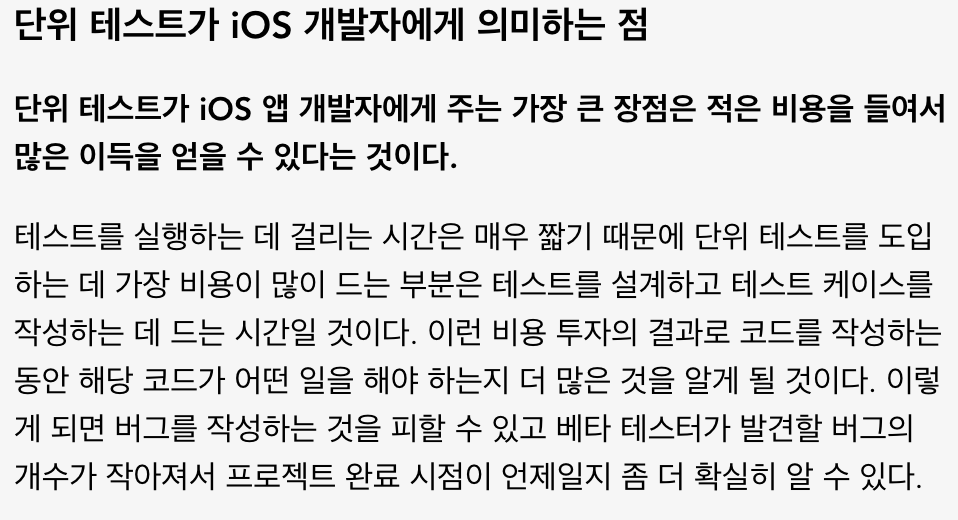 단위 테스트가 iOS 개발자에게 의미하는 점
단위 테스트가 iOS 앱 개발자에게 주는 가장 큰 장점은 적은 비용을 들여서
많은 이득을 얻을 수 있다는 것이다.
테스트를 실행하는 데 걸리는 시간은 매우 짧기 때문에 단위 테스트를 도입
하는 데 가장 비용이 많이 드는 부분은 테스트를 설계하고 테스트 케이스를
작성하는 데 드는 시간일 것이다. 이런 비용 투자의 결과로 코드를 작성하는
동안 해당 코드가 어떤 일을 해야 하는지 더 많은 것을 알게 될 것이다. 이렇
게 되면 버그를 작성하는 것을 피할 수 있고 베타 테스터가 발견할 버그의
개수가 작아져서 프로젝트 완료 시점이 언제일지 좀 더 확실히 알 수 있다.